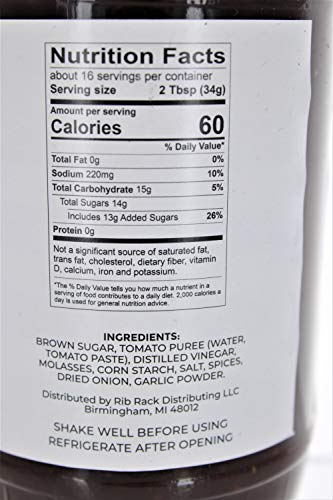 Nutrition Facts
about 16 servings per container
Serving size 2 Tbsp (34g)
Amount per serving
Calories 60
% Daily Value*
Total Fat 0g 0%
Sodium 220mg 10%
Total Carbohydrate 15g 5%
Total Sugars 14g
Includes 13g Added Sugars 26%
Protein 0g
Not a significant source of saturated fat,
trans fat, cholesterol, dietary fiber, vitamin
D, calcium, iron and potassium.
*The % Daily Value tells you how much a nutrient in a
serving of food contributes to a daily diet. 2,000 calories a
day is used for general nutrition advice.
INGREDIENTS:
BROWN SUGAR, TOMATO PUREE (WATER,
TOMATO PASTE), DISTILLED VINEGAR,
MOLASSES, CORN STARCH, SALT, SPICES,
DRIED ONION, GARLIC POWDER.
Distributed by Rib Rack Distributing LLC
Birmingham, MI 48012
SHAKE WELL BEFORE USING
REFRIGERATE AFTER OPENING